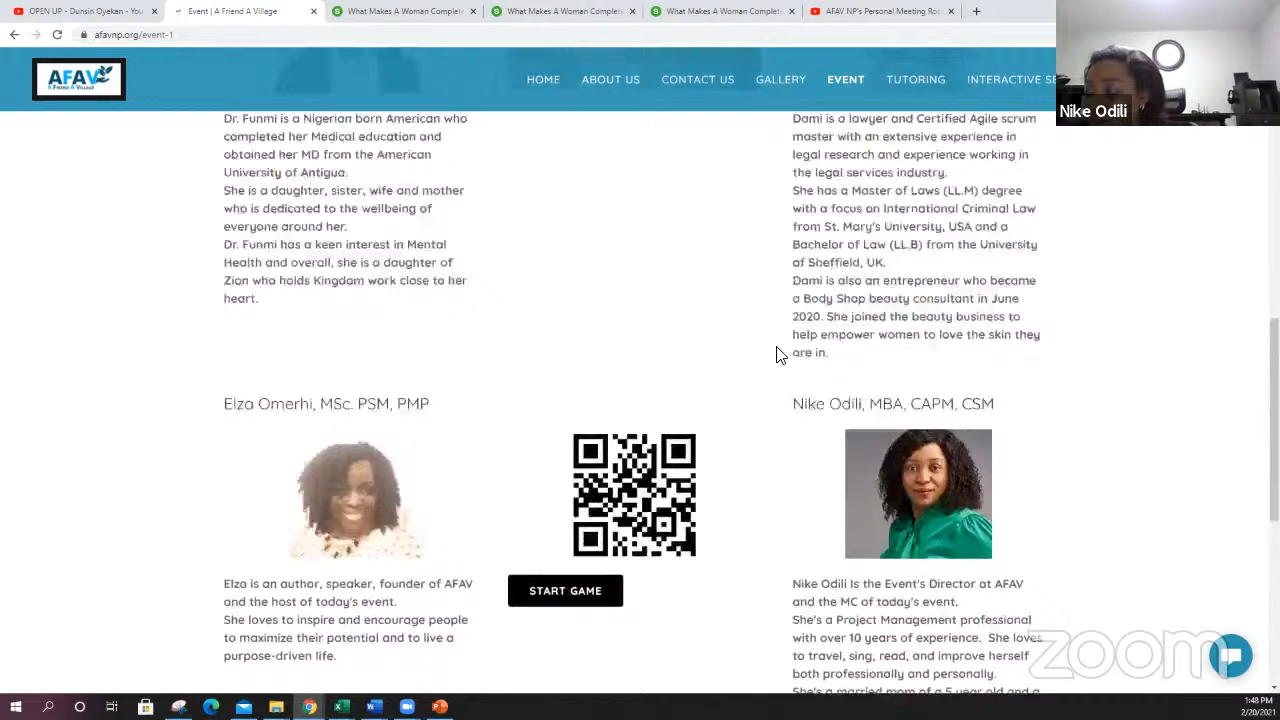 OPEN UP - Dunsin Oyekan - You
Event | A Friend A Village
What Makes A Woman Complete
What Makes A Woman Complete
What Makes A Woman Complete
AFAV NP's Personal Meeting Ro
afavnp.org/event-1
AFAV
A FRIEND A VILLAGE
HOME
ABOUT US
CONTACT US
GALLERY
EVENT
TUTORING
INTERACTIVE SE
Nike Odili
Dr. Funmi is a Nigerian born American who
completed her Medical education and
obtained her MD from the American
University of Antigua.
She is a daughter, sister, wife and mother
who is dedicated to the wellbeing of
everyone around her.
Dr. Funmi has a keen interest in Mental
Health and overall, she is a daughter of
Zion who holds Kingdom work close to her
heart.
Dami is a lawyer and Certified Agile scrum
master with an extensive experience in
legal research and experience working in
the legal services industry.
She has a Master of Laws (LL.M) degree
with a focus on International Criminal Law
from St. Mary's University, USA and a
Bachelor of Law (LL.B) from the University
of Sheffield, UK.
Dami is also an entrepreneur who became
a Body Shop beauty consultant in June
2020. She joined the beauty business to
help empower women to love the skin they
are in.
Elza Omerhi, MSc. PSM, PMP
Elza is an author, speaker, founder of AFAV
and the host of today's event.
She loves to inspire and encourage people
to maximize their potential and to live a
purpose-driven life.
START GAME
Nike Odili, MBA, CAPM, CSM
Nike Odili Is the Event's Director at AFAV
and the MC of today's event.
She's a Project Management professional
with over 10 years of experience. She loves
to travel, sing, read, and improve herself
both professionally and personally.
She's a married mom of a 5 year old and a
zoom
1:48 PM
2/20/2021